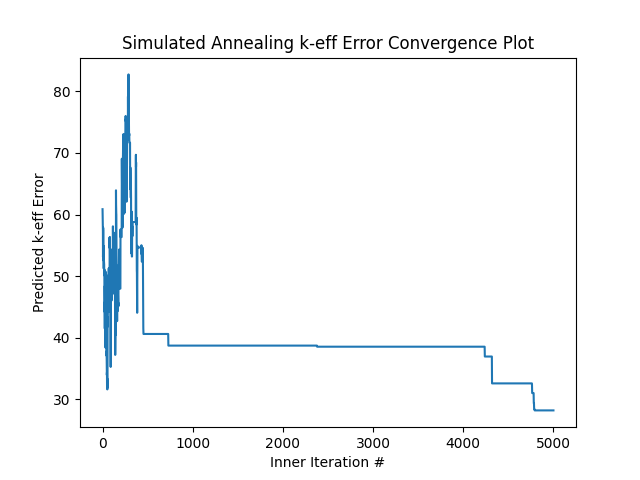 Simulated Annealing k-eff Error Convergence Plot
80
70
60
50
40
30
Predicted k-eff Error
0 1000 2000 3000 4000 5000
Inner Iteration #